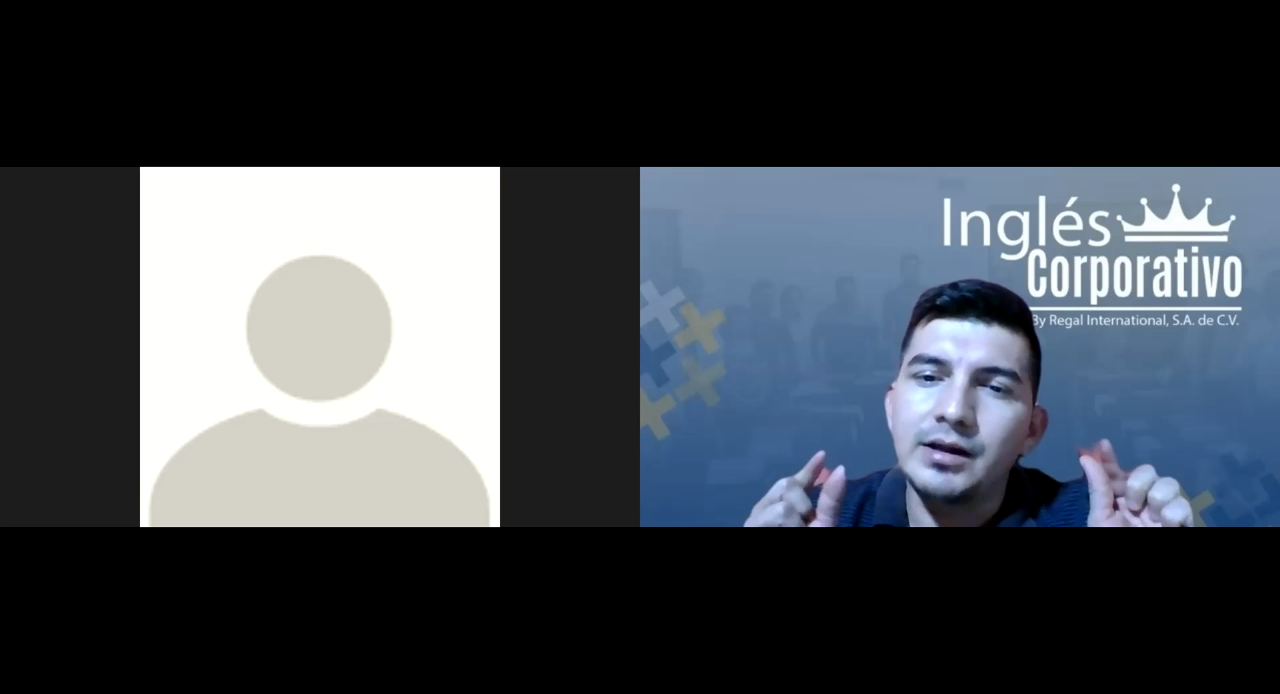 Inglés
Corporativo
By Regal International, S.A. de C.V.